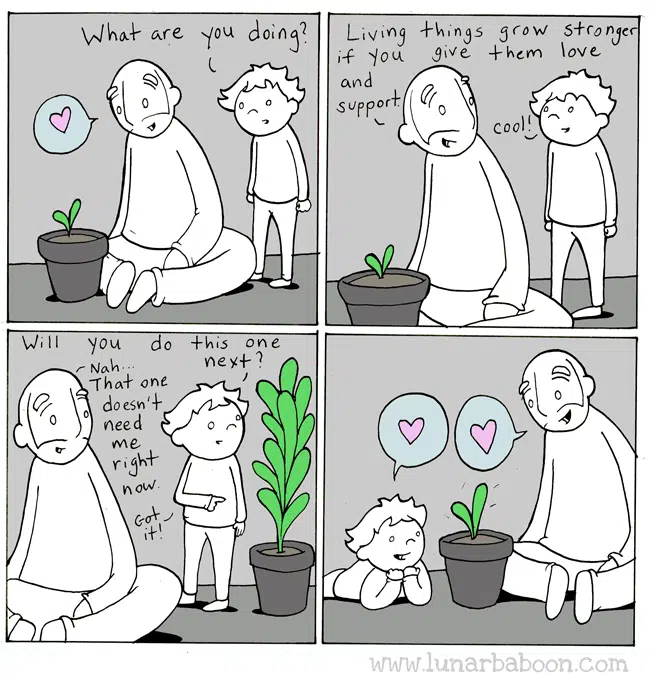 What are you doing?
Living things grow stronger
if you give them love
and
support.
cool!
Will you do this one
next?
Nah...
That one
doesn't
need
me
right
now.
Got
it!
www.lunarbaboon.com